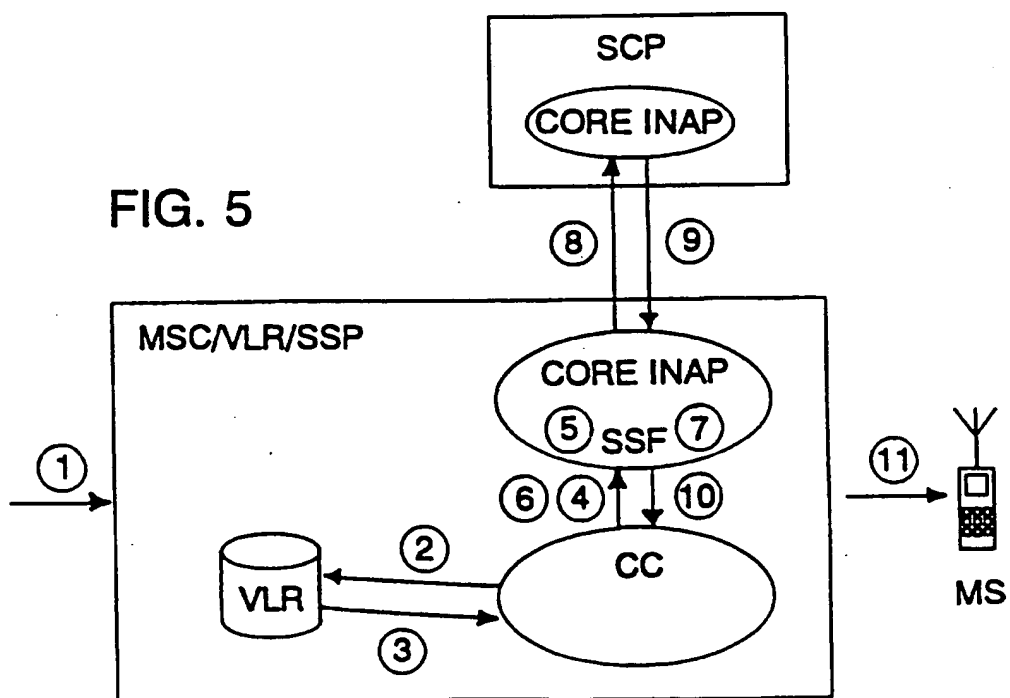 SCP
CORE INAP
FIG. 5
8 9
MSC/VLR/SSP
CORE INAP
5 SSF 7
1
11
6 4 10
2
CC
VLR
MS
3